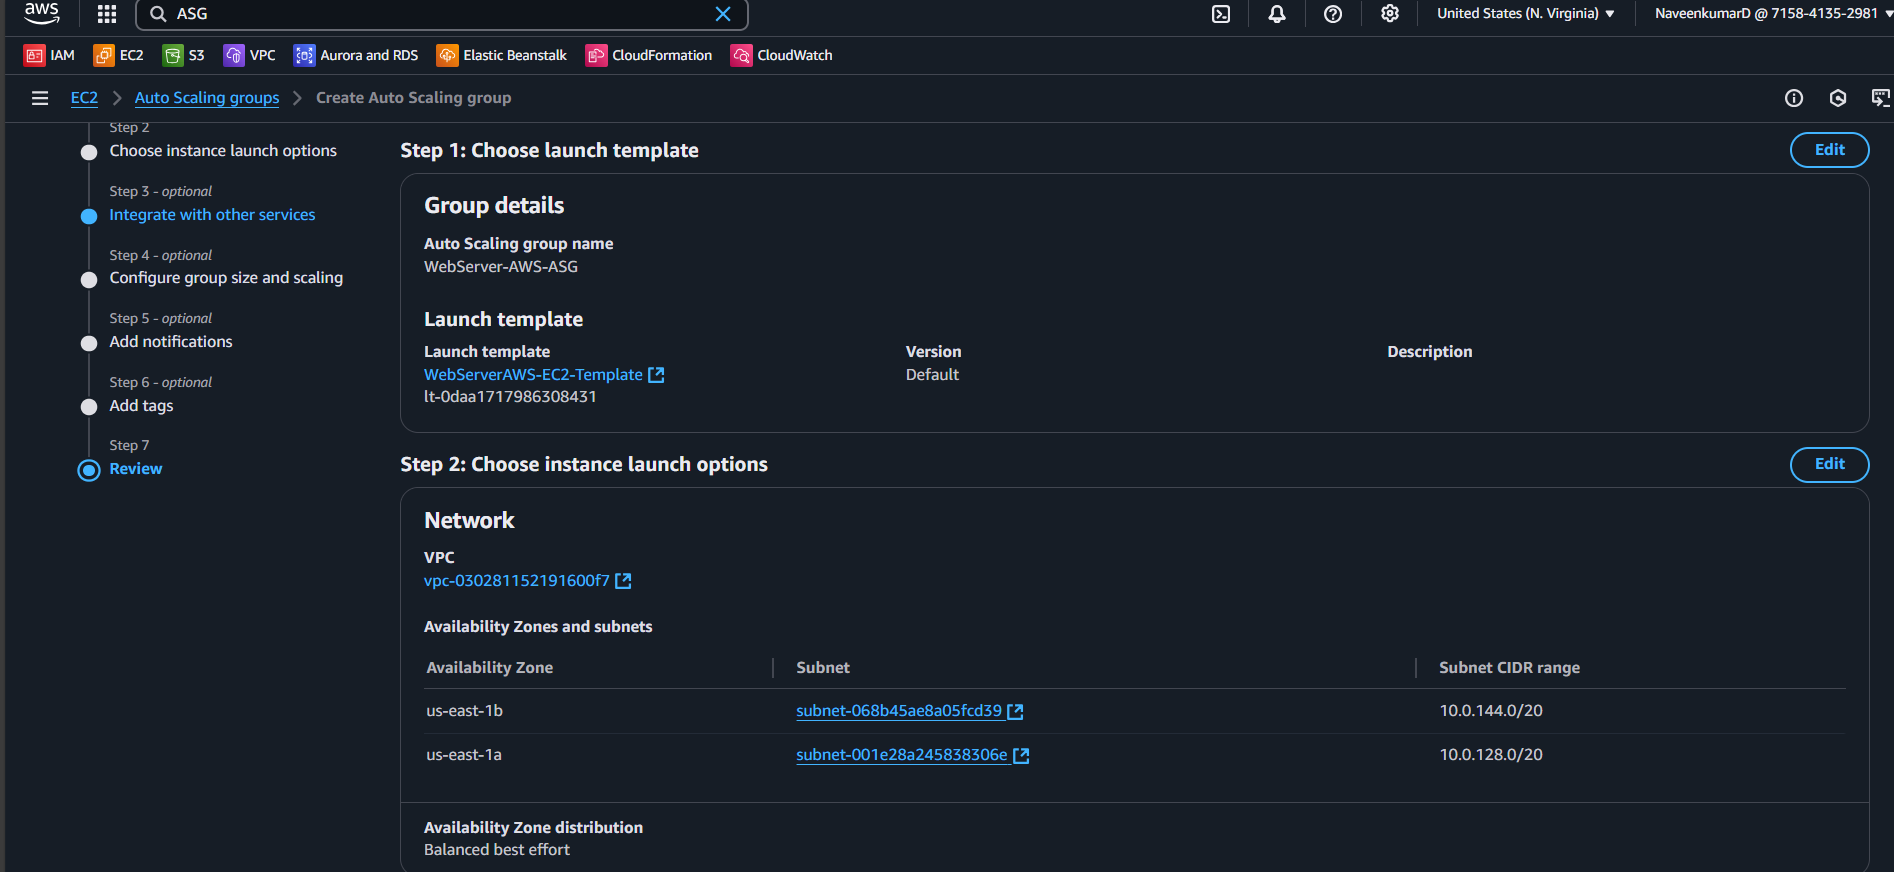 aws
ASG
United States (N. Virginia)
NaveenkumarD @ 7158-4135-2981
IAM
EC2
S3
VPC
Aurora and RDS
Elastic Beanstalk
CloudFormation
CloudWatch
EC2
Auto Scaling groups
Create Auto Scaling group
Step 2
Choose instance launch options
Step 3 - optional
Integrate with other services
Step 4 - optional
Configure group size and scaling
Step 5 - optional
Add notifications
Step 6 - optional
Add tags
Step 7
Review
Step 1: Choose launch template
Edit
Group details
Auto Scaling group name
WebServer-AWS-ASG
Launch template
Launch template
WebServerAWS-EC2-Template
lt-0daa1717986308431
Version
Default
Description
Step 2: Choose instance launch options
Edit
Network
VPC
vpc-030281152191600f7
Availability Zones and subnets
Availability Zone
Subnet
Subnet CIDR range
us-east-1b
subnet-068b45ae8a05fcd39
10.0.144.0/20
us-east-1a
subnet-001e28a245838306e
10.0.128.0/20
Availability Zone distribution
Balanced best effort